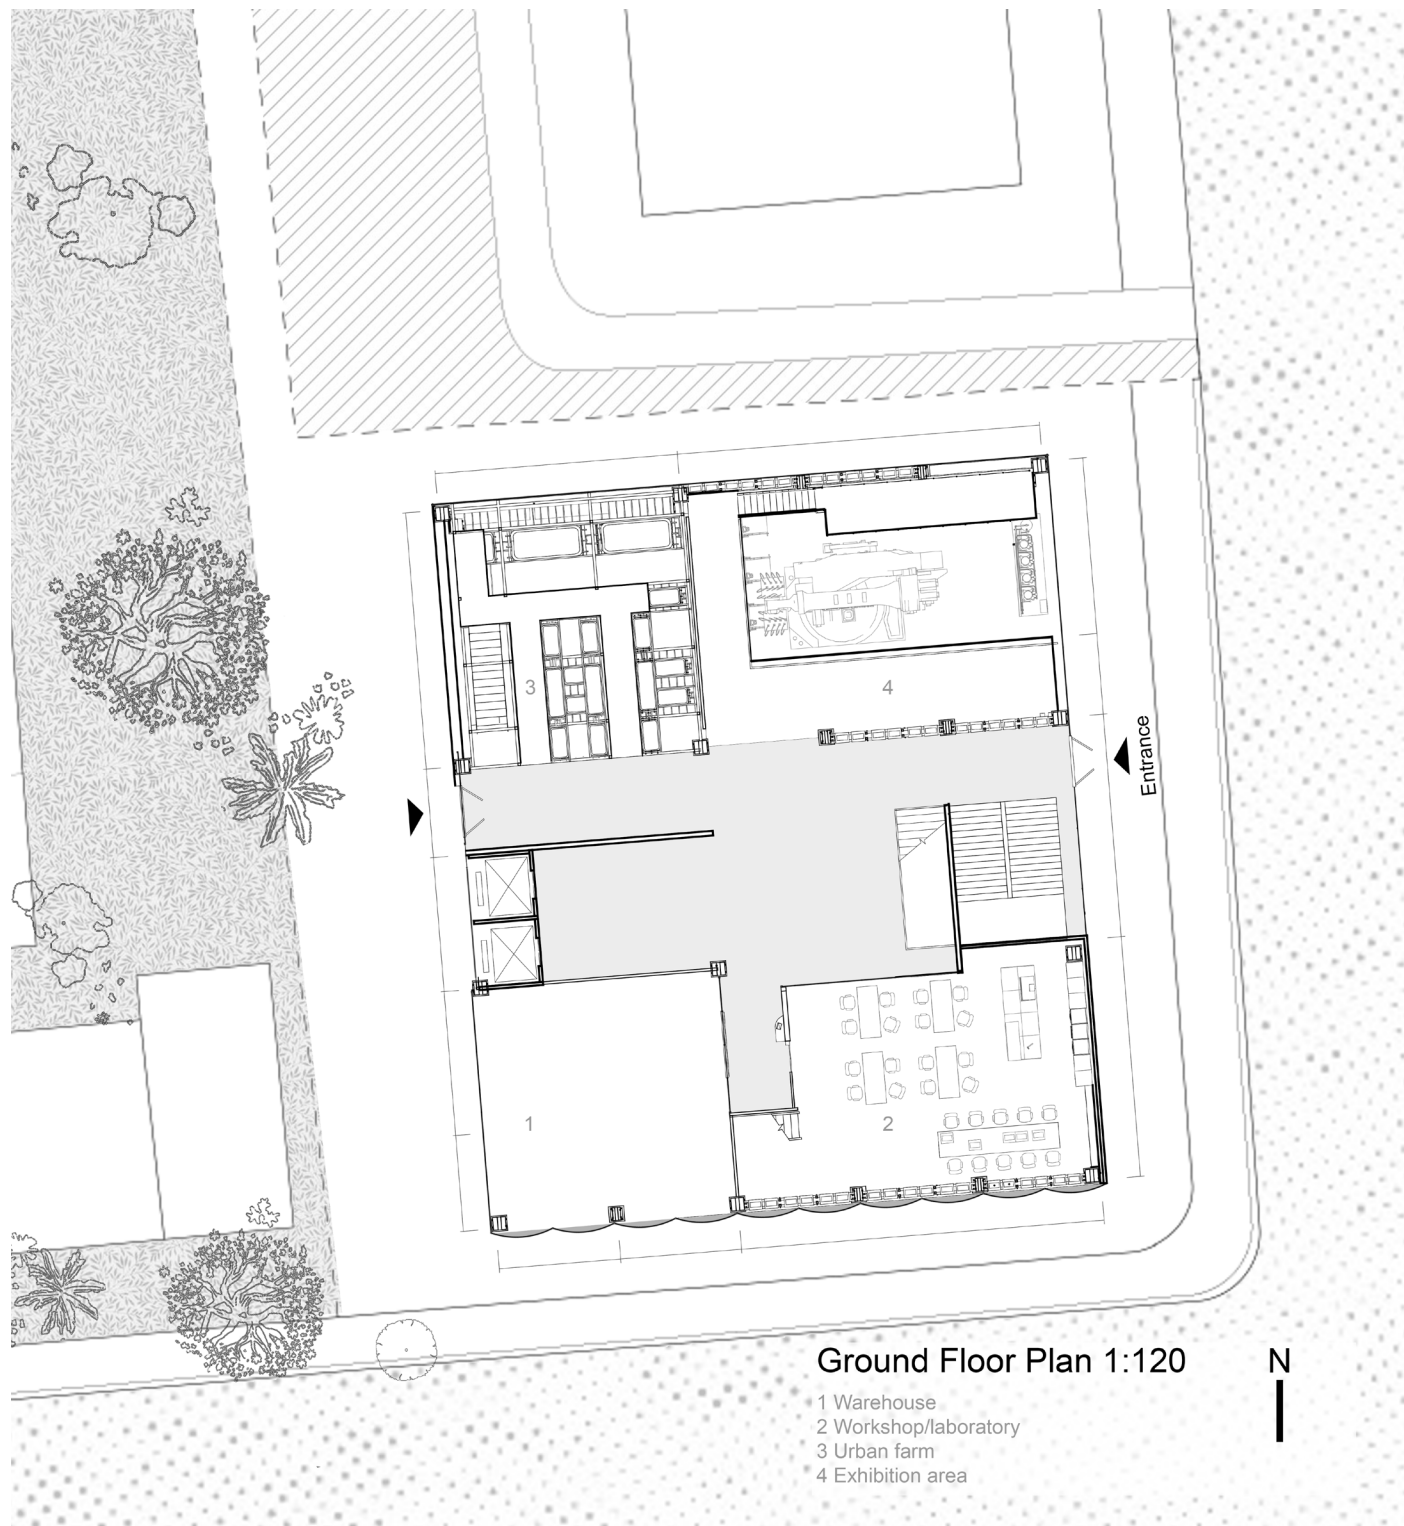 3
4
Entrance
1
2
Ground Floor Plan 1:120
N
1 Warehouse
2 Workshop/laboratory
3 Urban farm
4 Exhibition area